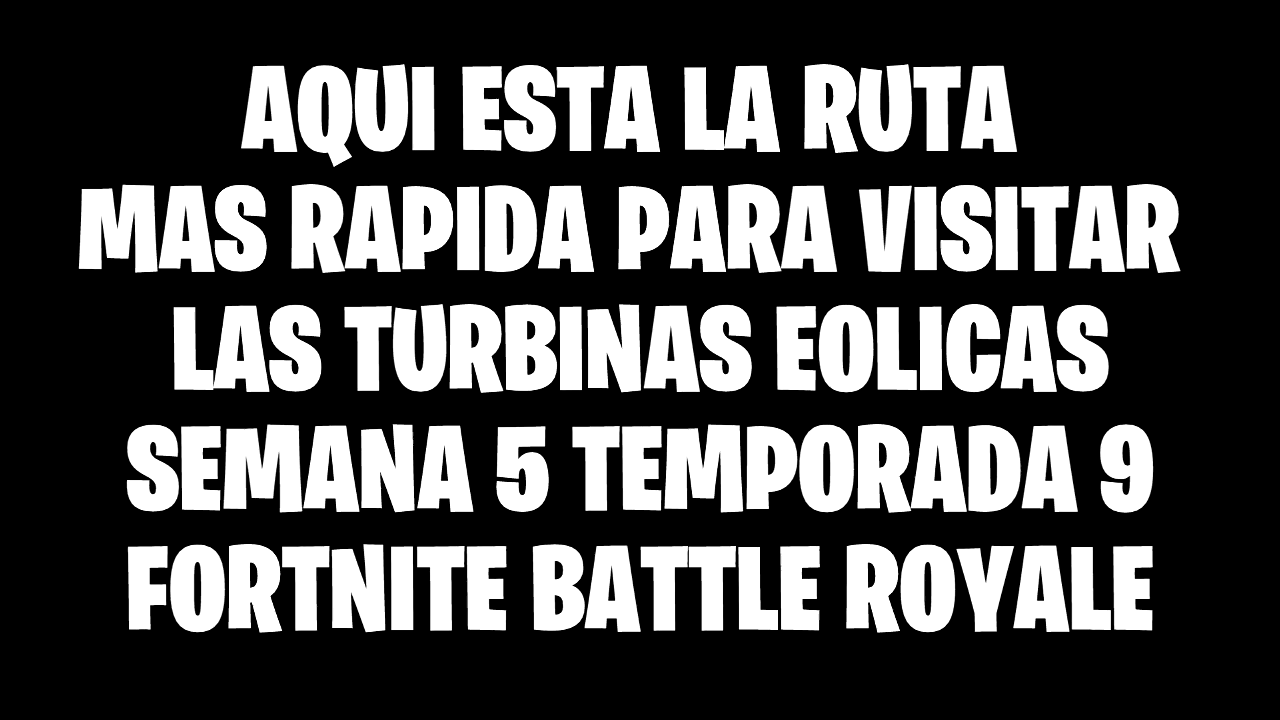 AQUI ESTA LA RUTA
MAS RAPIDA PARA VISITAR
LAS TURBINAS EOLICAS
SEMANA 5 TEMPORADA 9
FORTNITE BATTLE ROYALE